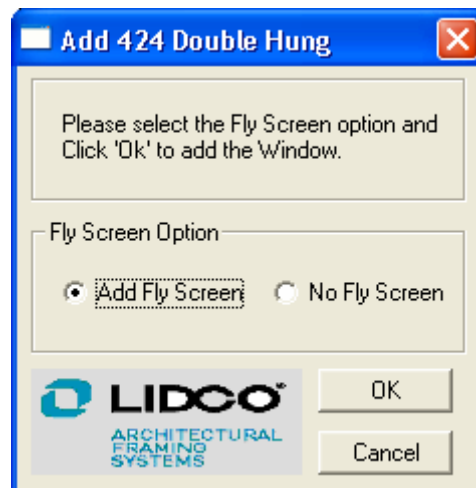 Add 424 Double Hung
Please select the Fly Screen option and
Click 'Ok' to add the Window.
Fly Screen Option
Add Fly Screen
No Fly Screen
LIDCO®
ARCHITECTURAL
FRAMING
SYSTEMS
OK
Cancel